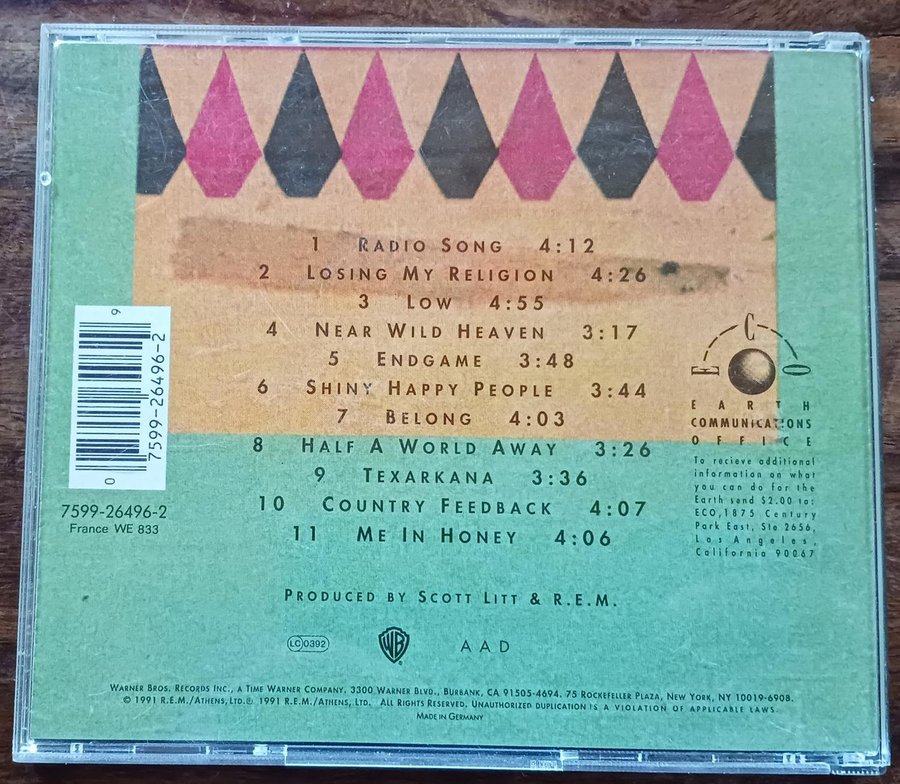 1 RADIO SONG 4:12
2 LOSING MY RELIGION 4:26
3 LOW 4:55
4 NEAR WILD HEAVEN 3:17
5 ENDGAME 3:48
6 SHINY HAPPY PEOPLE 3:44
7 BELONG 4:03
8 HALF A WORLD AWAY 3:26
9 TEXARKANA 3:36
10 COUNTRY FEEDBACK 4:07
11 ME IN HONEY 4:06
9
7599-26496-2
0
7599-26496-2
France WE 833
E C O
EARTH
COMMUNICATIONS
OFFICE
To recieve additional
information on what
you can do for the
Earth send $2.00 to:
ECO,1875 Century
Park East, Ste 2656,
Los Angeles,
California 90067
PRODUCED BY SCOTT LITT & R.E.M.
LC 0392 WB AAD
WARNER BROS. RECORDS INC., A TIME WARNER COMPANY. 3300 WARNER BLVD., BURBANK, CA 91505-4694. 75 ROCKEFELLER PLAZA, NEW YORK, NY 10019-6908.
© 1991 R.E.M./ATHENS, LTD. ℗ 1991 R.E.M./ATHENS, LTD. ALL RIGHTS RESERVED. UNAUTHORIZED DUPLICATION IS A VIOLATION OF APPLICABLE LAWS.
MADE IN GERMANY